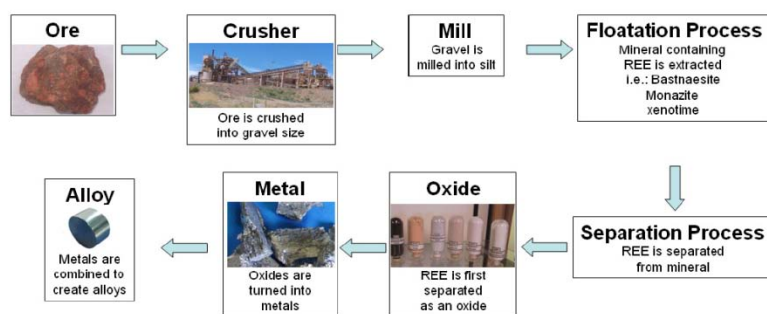 Ore
Crusher
Ore is crushed
into gravel size
Mill
Gravel is
milled into silt
Floatation Process
Mineral containing
REE is extracted
i.e.: Bastnaesite
Monazite
xenotime
Separation Process
REE is separated
from mineral
Oxide
REE is first
separated
as an oxide
Metal
Oxides are
turned into
metals
Alloy
Metals are
combined to
create alloys